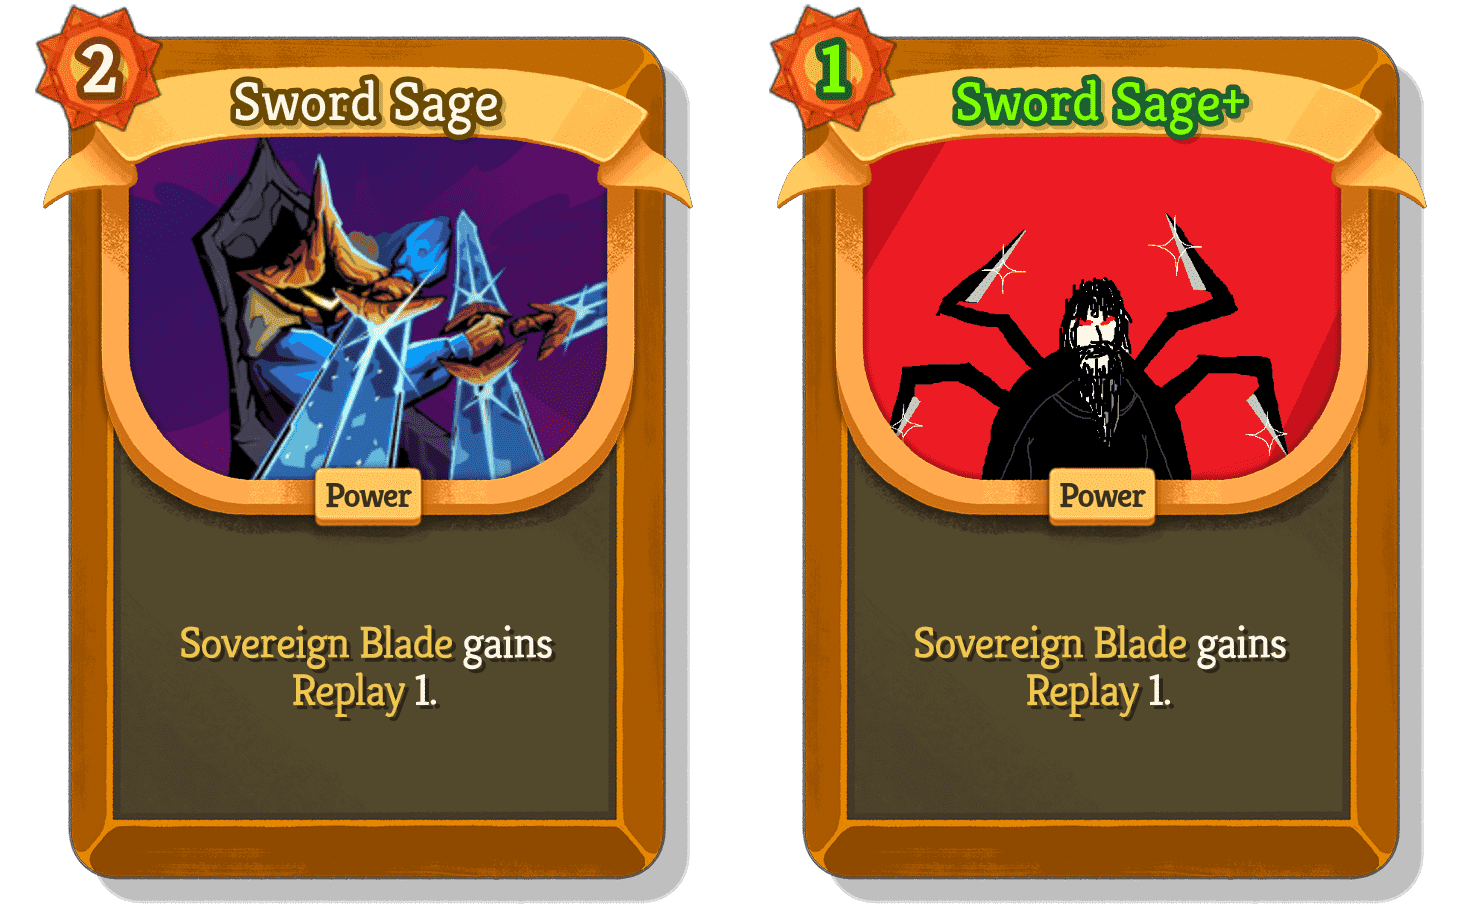 2
Sword Sage
Power
Sovereign Blade gains
Replay 1.
1
Sword Sage+
Power
Sovereign Blade gains
Replay 1.